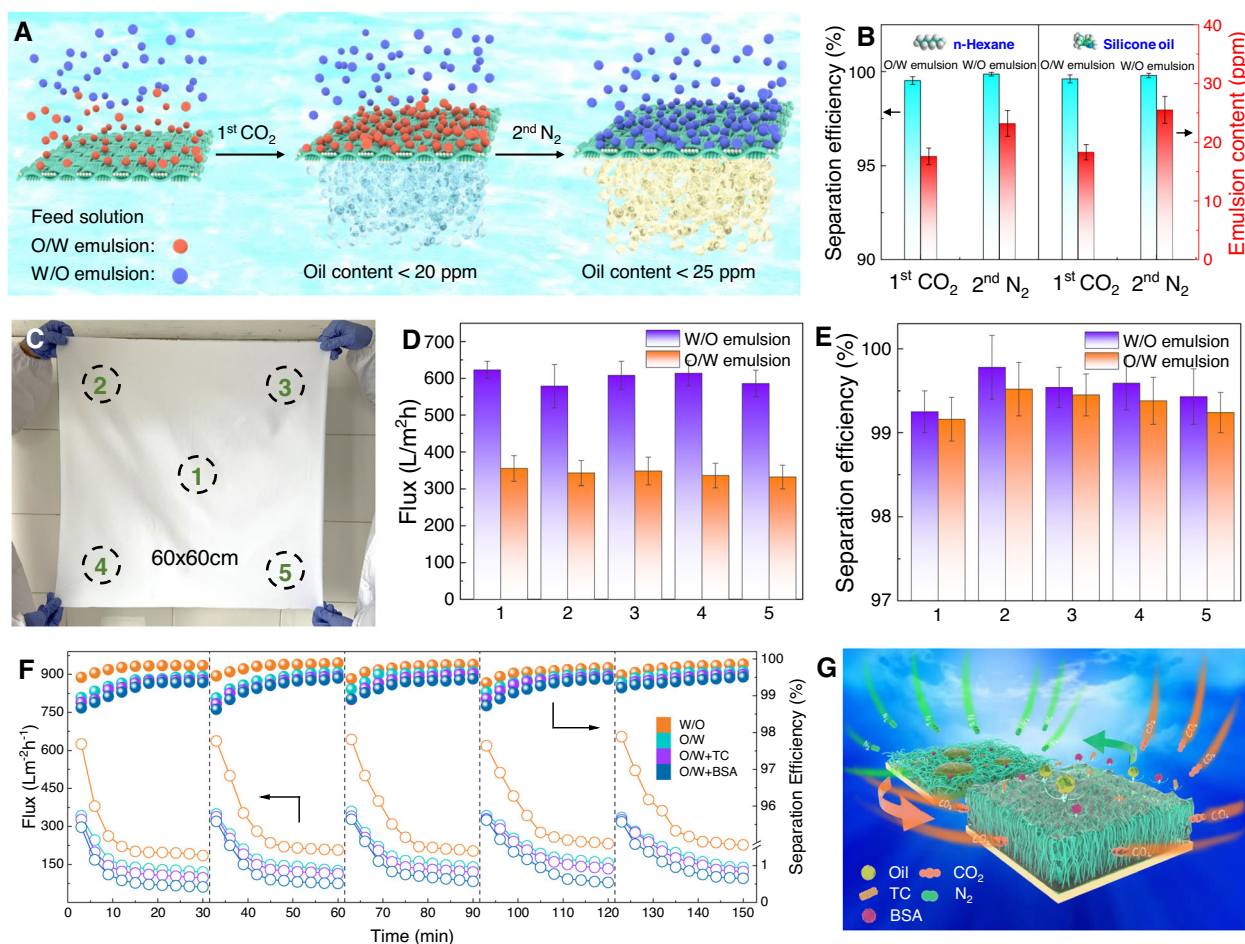 A
1st CO2
2nd N2
Feed solution
O/W emulsion:
W/O emulsion:
Oil content < 20 ppm
Oil content < 25 ppm
B
Separation efficiency (%)
100
95
90
n-Hexane
Silicone oil
O/W emulsion
W/O emulsion
O/W emulsion
W/O emulsion
1st CO2
2nd N2
1st CO2
2nd N2
40
30
20
10
0
Emulsion content (ppm)
C
2
3
1
4
5
60x60cm
D
Flux (L/m2h)
700
600
500
400
300
200
100
0
W/O emulsion
O/W emulsion
1 2 3 4 5
E
Separation efficiency (%)
100
99
98
97
W/O emulsion
O/W emulsion
1 2 3 4 5
F
Flux (Lm-2h-1)
900
750
600
450
300
150
W/O
O/W
O/W+TC
O/W+BSA
100
99
98
97
96
1
0
Separation Efficiency (%)
0 10 20 30 40 50 60 70 80 90 100 110 120 130 140 150
Time (min)
G
Oil
CO2
TC
N2
BSA